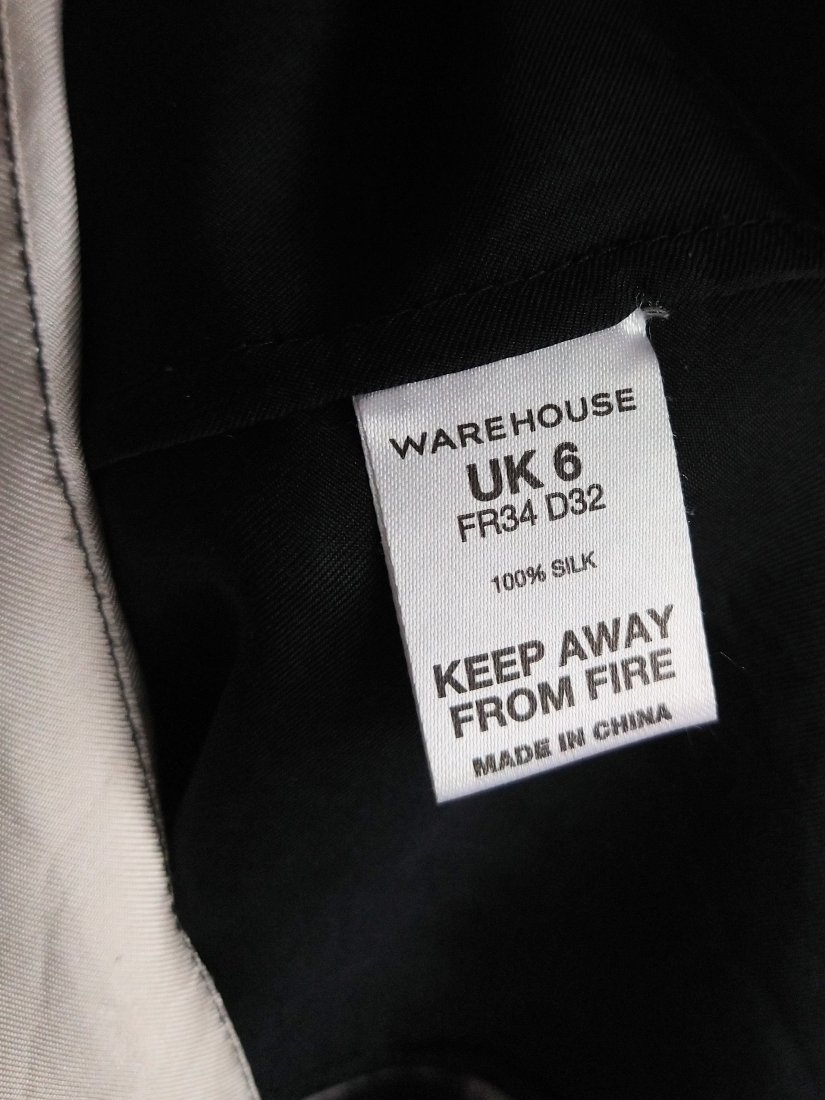 WAREHOUSE
UK 6
FR34 D32
100% SILK
KEEP AWAY
FROM FIRE
MADE IN CHINA